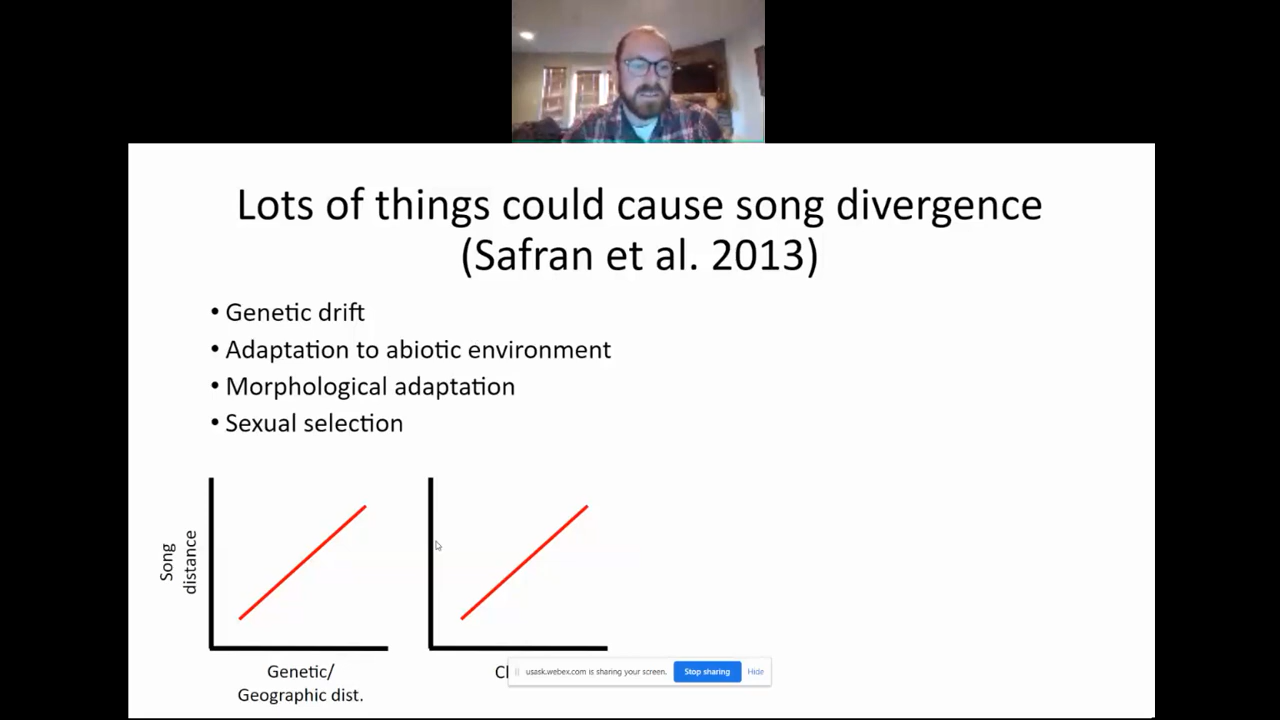 Lots of things could cause song divergence
(Safran et al. 2013)
• Genetic drift
• Adaptation to abiotic environment
• Morphological adaptation
• Sexual selection
Song
distance
Genetic/
Geographic dist.
usask.webex.com is sharing your screen.
Stop sharing
Hide